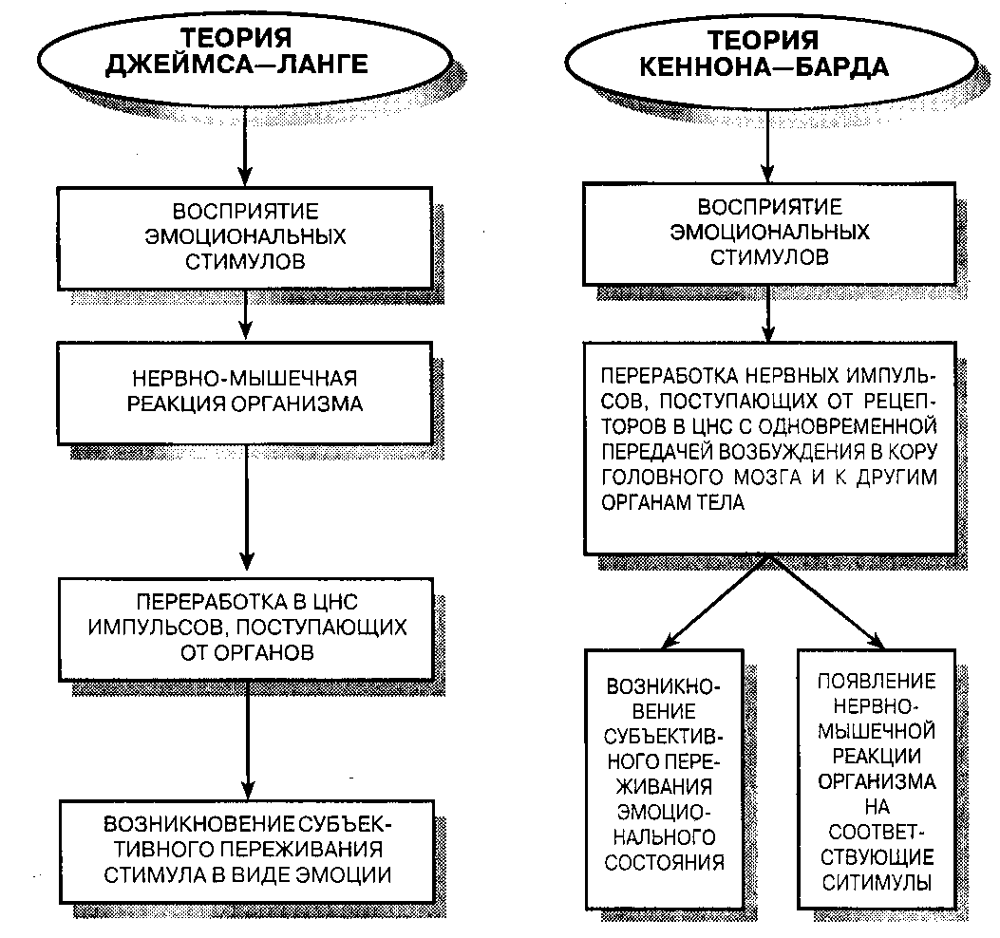 ТЕОРИЯ
ДЖЕЙМСА—ЛАНГЕ
ВОСПРИЯТИЕ
ЭМОЦИОНАЛЬНЫХ
СТИМУЛОВ
НЕРВНО-МЫШЕЧНАЯ
РЕАКЦИЯ ОРГАНИЗМА
ПЕРЕРАБОТКА В ЦНС
ИМПУЛЬСОВ, ПОСТУПАЮЩИХ
ОТ ОРГАНОВ
ВОЗНИКНОВЕНИЕ СУБЪЕК-
ТИВНОГО ПЕРЕЖИВАНИЯ
СТИМУЛА В ВИДЕ ЭМОЦИИ
ТЕОРИЯ
КЕННОНА—БАРДА
ВОСПРИЯТИЕ
ЭМОЦИОНАЛЬНЫХ
СТИМУЛОВ
ПЕРЕРАБОТКА НЕРВНЫХ ИМПУЛЬ-
СОВ, ПОСТУПАЮЩИХ ОТ РЕЦЕП-
ТОРОВ В ЦНС С ОДНОВРЕМЕННОЙ
ПЕРЕДАЧЕЙ ВОЗБУЖДЕНИЯ В КОРУ
ГОЛОВНОГО МОЗГА И К ДРУГИМ
ОРГАНАМ ТЕЛА
ВОЗНИКНО-
ВЕНИЕ
СУБЪЕКТИВ-
НОГО ПЕРЕ-
ЖИВАНИЯ
ЭМОЦИО-
НАЛЬНОГО
СОСТОЯНИЯ
ПОЯВЛЕНИЕ
НЕРВНО-
МЫШЕЧНОЙ
РЕАКЦИИ
ОРГАНИЗМА
НА
СООТВЕТ-
СТВУЮЩИЕ
СИТИМУЛЫ